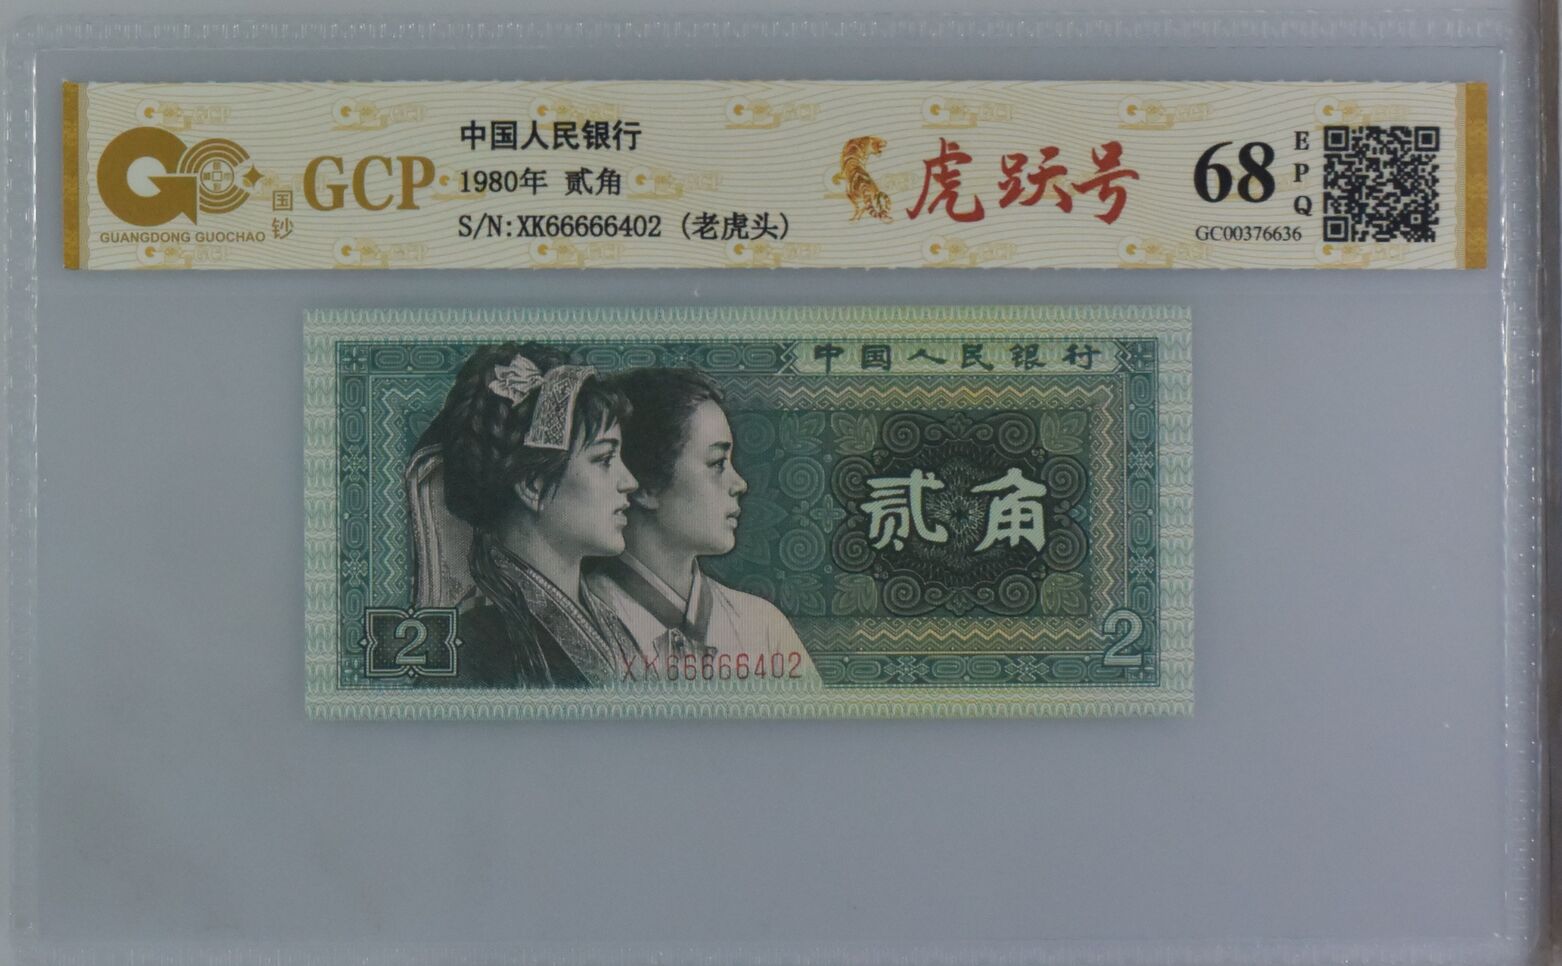 GUANGDONG GUOCHAO
国钞
GCP
中国人民银行
1980年 贰角
S/N:XK66666402 (老虎头)
虎跃号
68
EPQ
GC00376636
中国人民银行
贰角
2
2
XK66666402